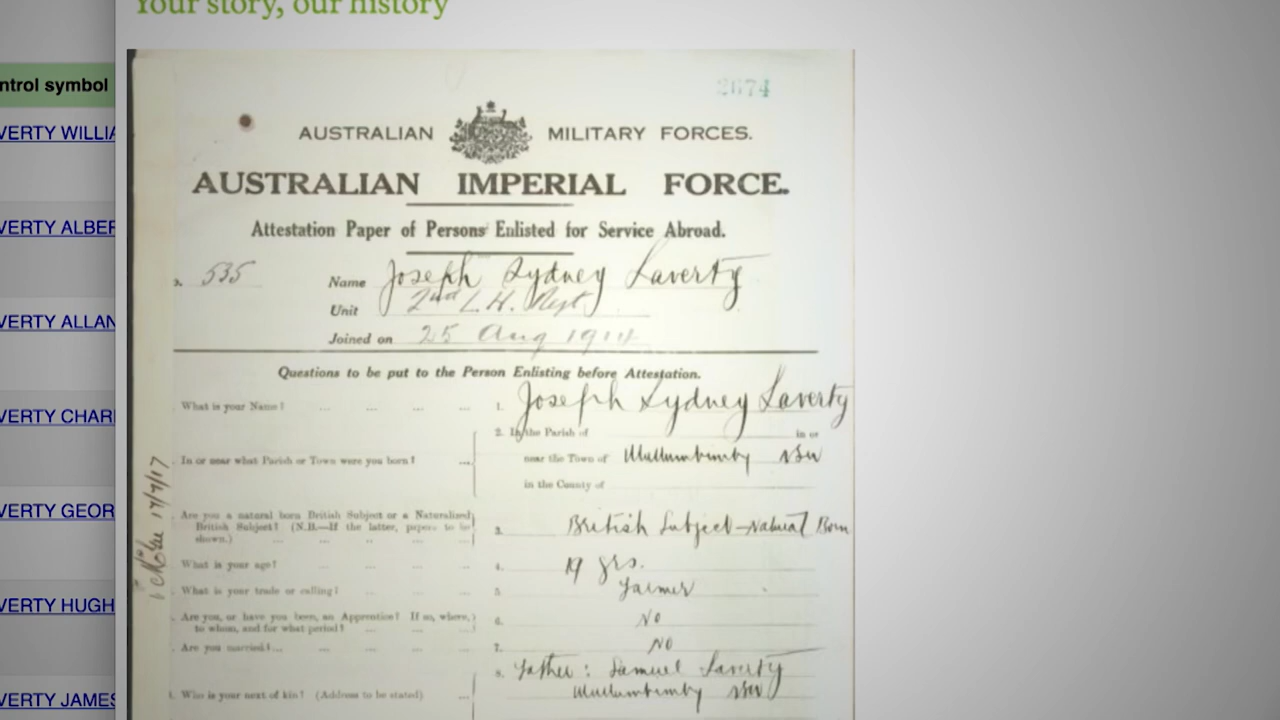 Your story, our history
ntrol symbol
VERTY WILLIA
VERTY ALBER
VERTY ALLAN
VERTY CHARL
VERTY GEOR
VERTY HUGH
VERTY JAMES
2674
AUSTRALIAN MILITARY FORCES.
AUSTRALIAN IMPERIAL FORCE.
Attestation Paper of Persons Enlisted for Service Abroad.
o. 535 Name Joseph Sydney Laverty
Unit 2nd L. H. Regt
Joined on 25 Aug 1914
Questions to be put to the Person Enlisting before Attestation.
. What is your Name? ... ... ... ... 1. Joseph Sydney Laverty
2. In the Parish of in or
. In or near what Parish or Town were you born? .... near the Town of Mullumbimby NSW
in the County of
. Are you a natural born British Subject or a Naturalised
British Subject? (N.B.—If the latter, papers to be
shown.) ... ... ... ... 3. British Subject—Natural Born
. What is your age? ... ... ... ... 4. 19 yrs.
. What is your trade or calling? ... ... ... 5 Farmer
. Are you, or have you been, an Apprentice? If so, where,
to whom, and for what period? ... ... ... 6. No
. Are you married?... ... ... ... ... 7. No
8. Father: Samuel Laverty
. Who is your next of kin? (Address to be stated) ... Mullumbimby NSW
17/7/17